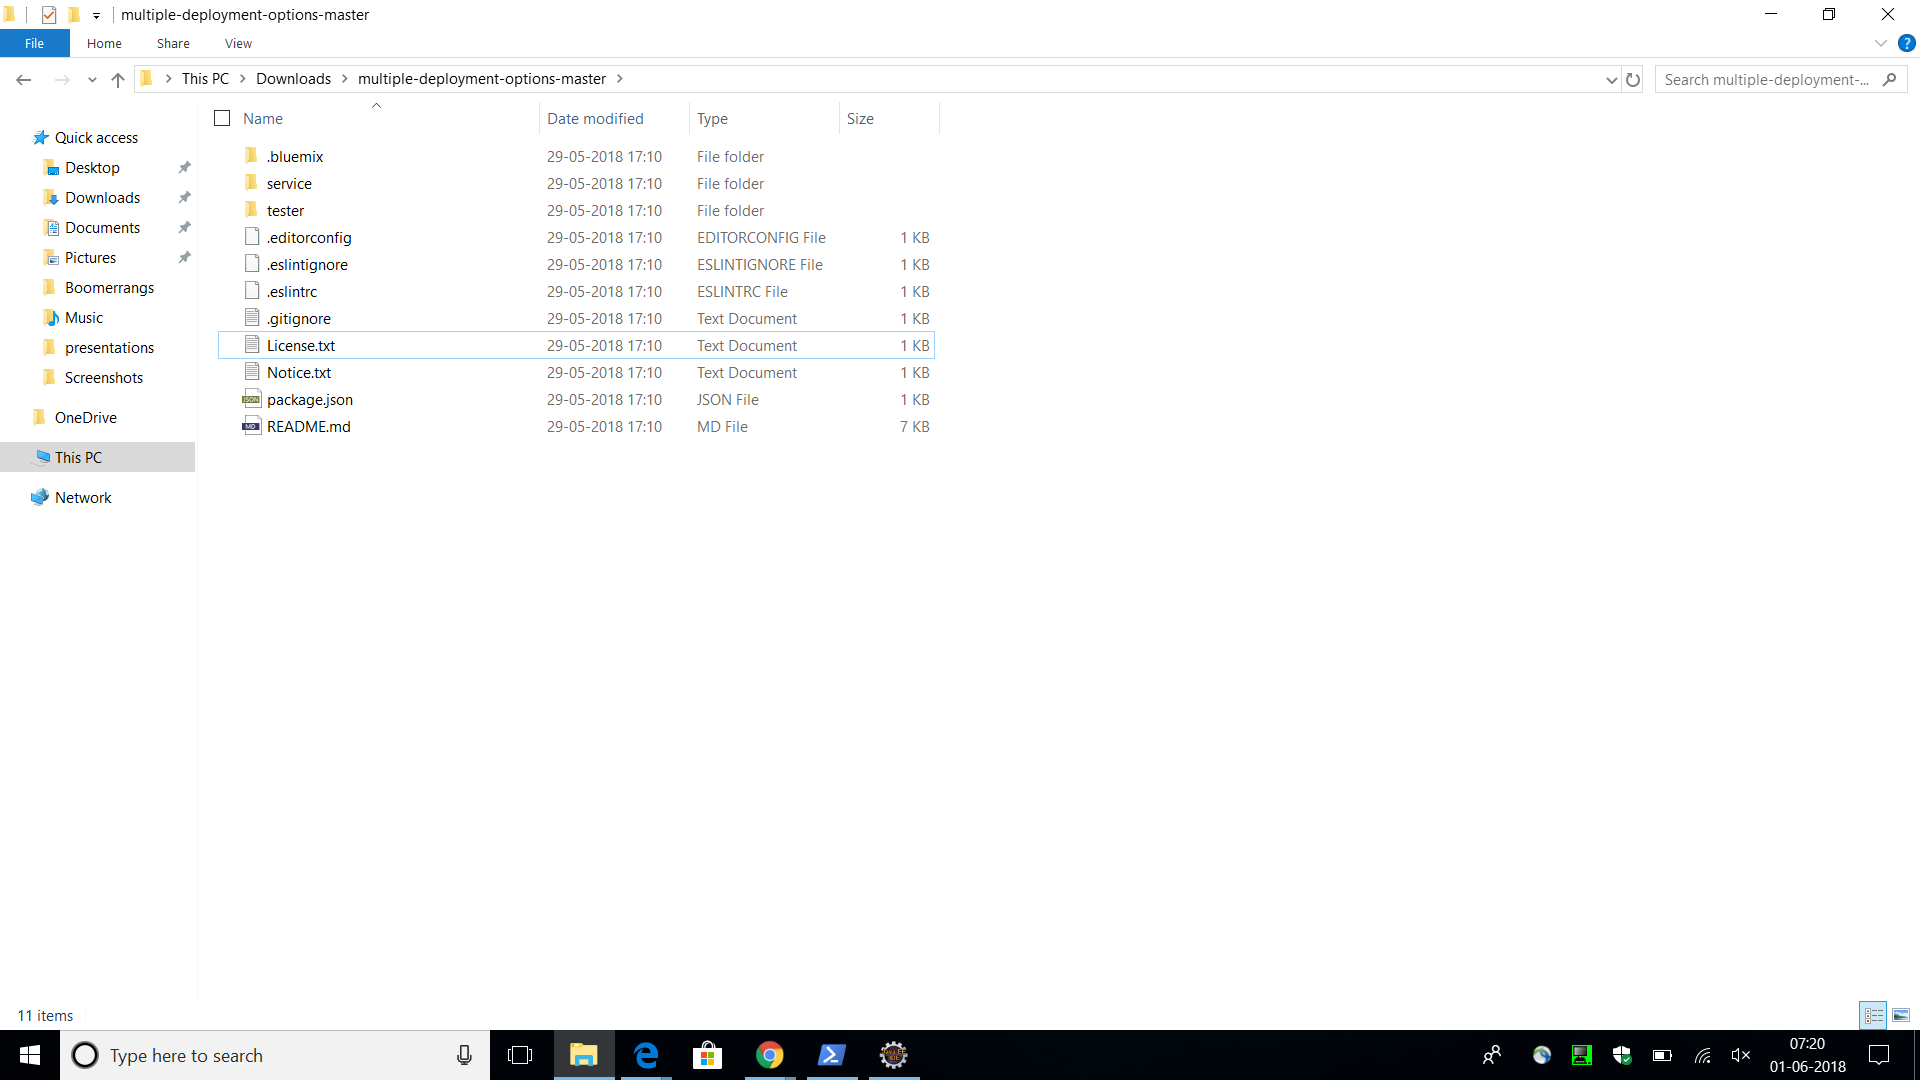 multiple-deployment-options-master
File Home Share View
This PC Downloads multiple-deployment-options-master
Search multiple-deployment-...
Name Date modified Type Size
Quick access
Desktop
Downloads
Documents
Pictures
Boomerrangs
Music
presentations
Screenshots
OneDrive
This PC
Network
.bluemix 29-05-2018 17:10 File folder
service 29-05-2018 17:10 File folder
tester 29-05-2018 17:10 File folder
.editorconfig 29-05-2018 17:10 EDITORCONFIG File 1 KB
.eslintignore 29-05-2018 17:10 ESLINTIGNORE File 1 KB
.eslintrc 29-05-2018 17:10 ESLINTRC File 1 KB
.gitignore 29-05-2018 17:10 Text Document 1 KB
License.txt 29-05-2018 17:10 Text Document 1 KB
Notice.txt 29-05-2018 17:10 Text Document 1 KB
package.json 29-05-2018 17:10 JSON File 1 KB
README.md 29-05-2018 17:10 MD File 7 KB
11 items
Type here to search
07:20
01-06-2018